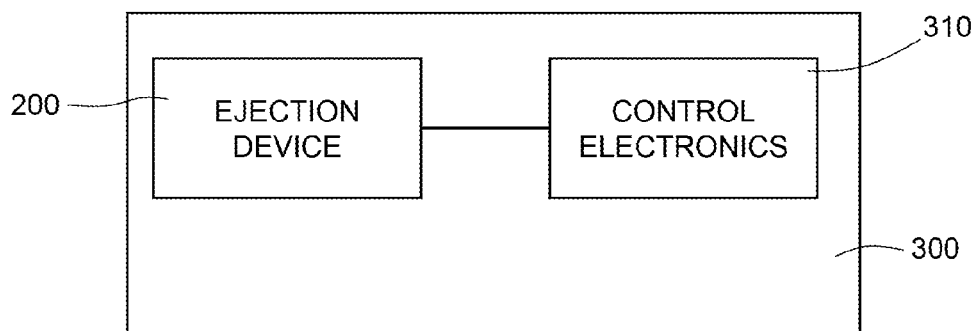 310
200
EJECTION
DEVICE
CONTROL
ELECTRONICS
300